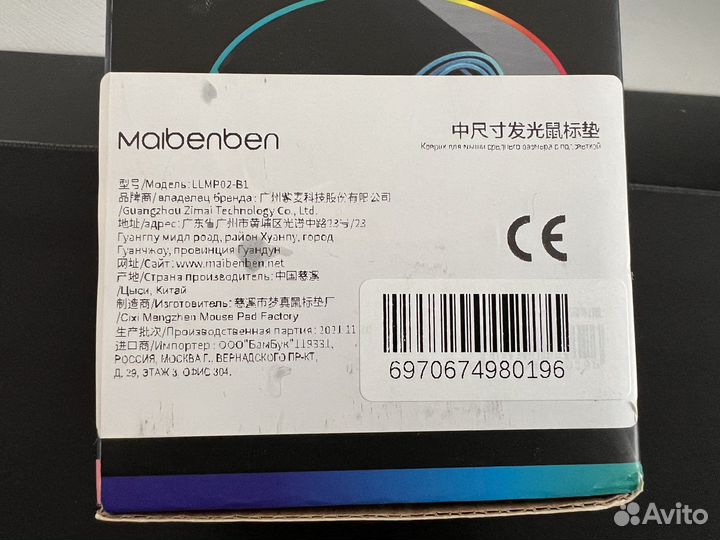 Maibenben
中尺寸发光鼠标垫
Коврик для мыши среднего размера с подсветкой
型号/Модель: LLMP02-B1
品牌商/владелец бренда: 广州紫麦科技股份有限公司
/Guangzhou Zimai Technology Co., Ltd.
地址/адрес: 广东省广州市黄埔区光谱中路23号/23
Гуангпу мидл роад, район Хуанпу, город
Гуанчжоу, провинция Гуандун
网址/Сайт: www.maibenben.net
产地/Страна производитель: 中国慈溪
/Цыси, Китай
制造商/Изготовитель: 慈溪市梦真鼠标垫厂
/Cixi Mengzhen Mouse Pad Factory
生产批次/Производственная партия: 2021.11
进口商/Импортер: ООО"БамБук"119331,
РОССИЯ, МОСКВА Г., ВЕРНАДСКОГО ПР-КТ,
Д. 29, ЭТАЖ 3, ОФИС 304.
CE
6970674980196
Avito